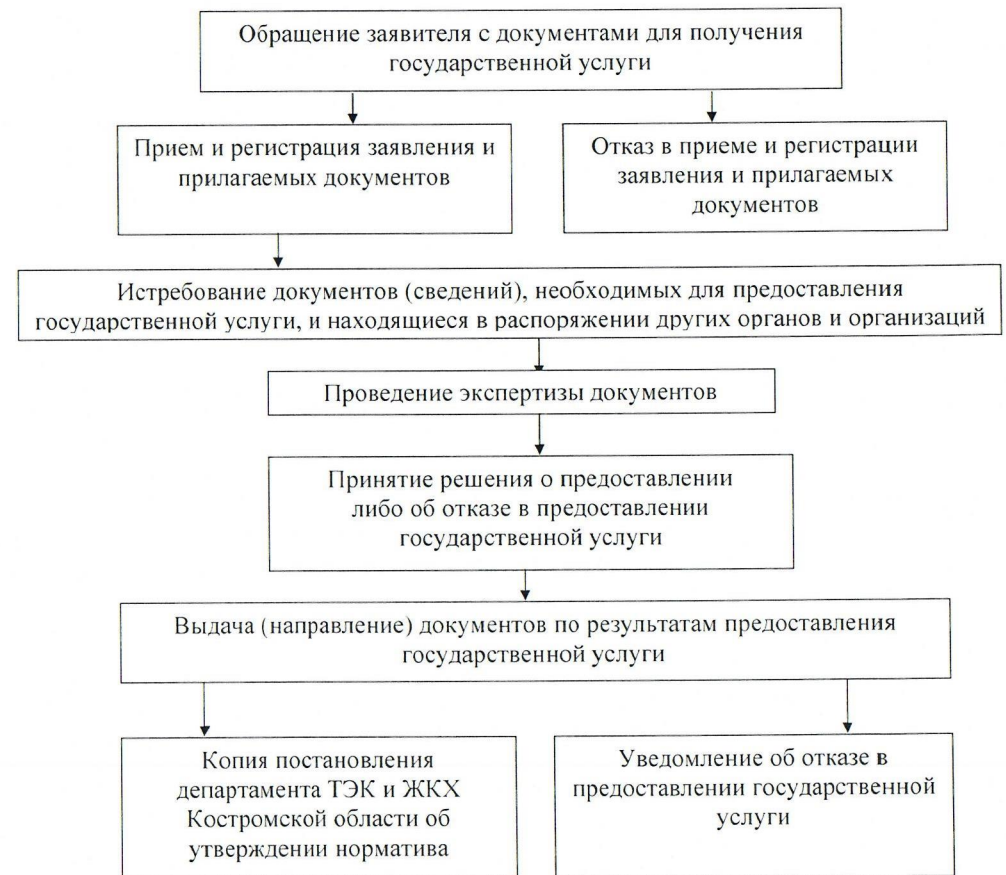 Обращение заявителя с документами для получения
государственной услуги
Прием и регистрация заявления и
прилагаемых документов
Отказ в приеме и регистрации
заявления и прилагаемых
документов
Истребование документов (сведений), необходимых для предоставления
государственной услуги, и находящиеся в распоряжении других органов и организаций
Проведение экспертизы документов
Принятие решения о предоставлении
либо об отказе в предоставлении
государственной услуги
Выдача (направление) документов по результатам предоставления
государственной услуги
Копия постановления
департамента ТЭК и ЖКХ
Костромской области об
утверждении норматива
Уведомление об отказе в
предоставлении государственной
услуги